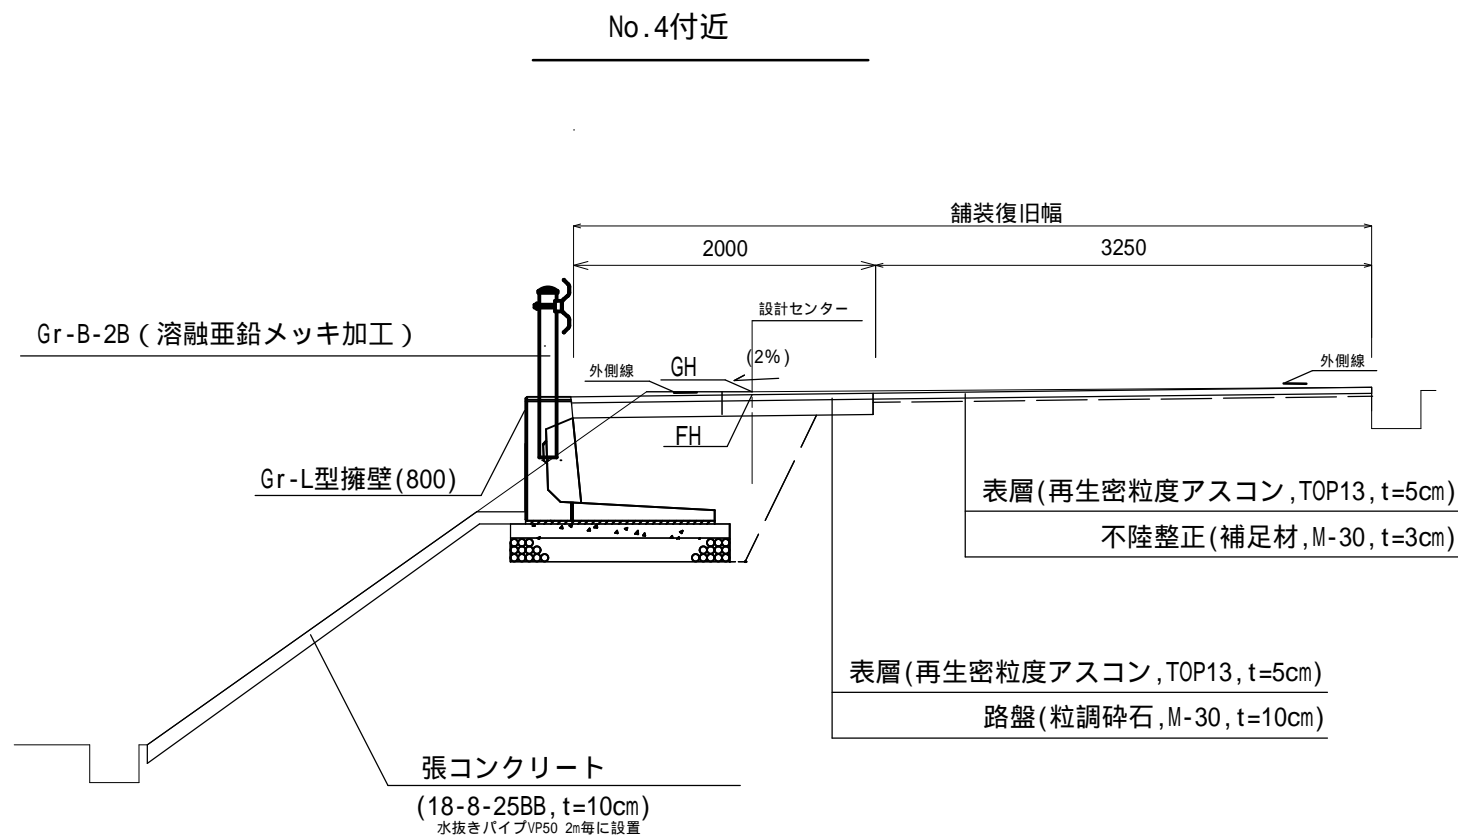 No.4付近
舗装復旧幅
2000
3250
設計センター
Gr-B-2B（溶融亜鉛メッキ加工）
(2%)
外側線
GH
外側線
FH
Gr-L型擁壁(800)
表層(再生密粒度アスコン,TOP13,t=5cm)
不陸整正(補足材,M-30,t=3cm)
表層(再生密粒度アスコン,TOP13,t=5cm)
路盤(粒調砕石,M-30,t=10cm)
張コンクリート
(18-8-25BB,t=10cm)
水抜きパイプVP50 2m毎に設置